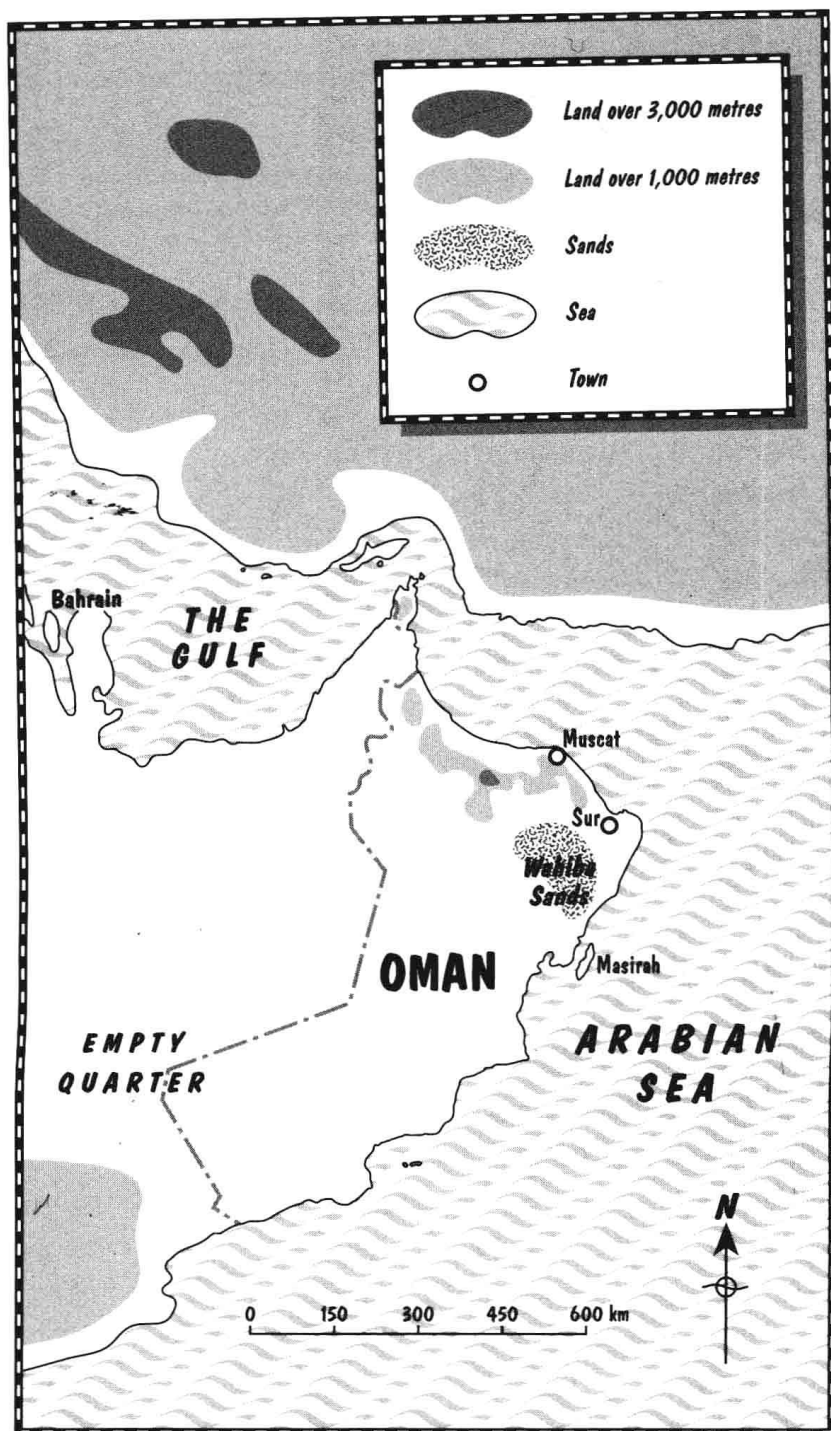 Land over 3,000 metres
Land over 1,000 metres
Sands
Sea
Town
Bahrain
THE
GULF
Muscat
Sur
Wahiba
Sands
OMAN
Masirah
EMPTY
QUARTER
ARABIAN
SEA
N
0 150 300 450 600 km